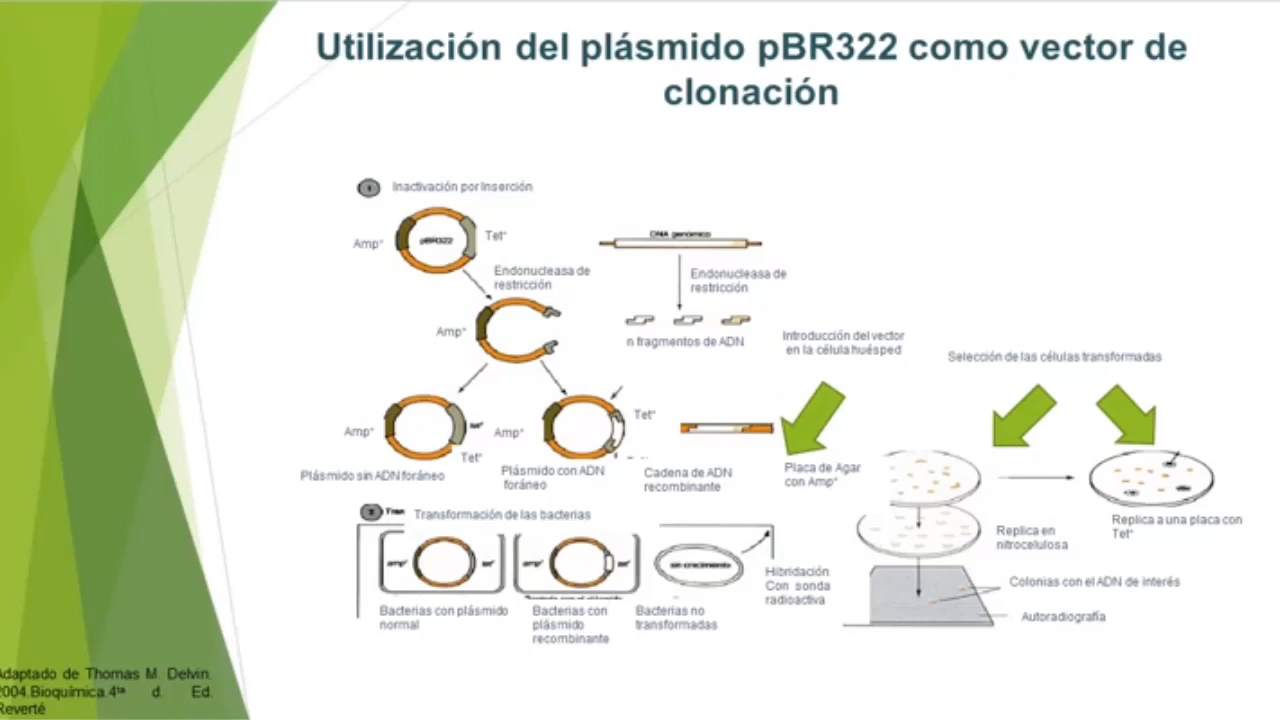 Utilización del plásmido pBR322 como vector de
clonación
1
Inactivación por Inserción
Amp⁺
pBR322
Tet⁺
DNA genómico
Endonucleasa de
restricción
Endonucleasa de
restricción
Amp⁺
n fragmentos de ADN
Introducción del vector
en la célula huésped
Selección de las células transformadas
Amp⁺
Tet⁺
Plásmido sin ADN foráneo
Amp⁺
Tet⁺
Plásmido con ADN
foráneo
Cadena de ADN
recombinante
Placa de Agar
con Amp⁺
Replica en
nitrocelulosa
Replica a una placa con
Tet⁺
2
Transformación de las bacterias
sin crecimiento
Hibridación
Con sonda
radioactiva
Colonias con el ADN de interés
Autoradiografía
Bacterias con plásmido
normal
Bacterias con
plásmido
recombinante
Bacterias no
transformadas
Adaptado de Thomas M. Delvin.
2004.Bioquímica.4ᵗᵃ d. Ed.
Reverté